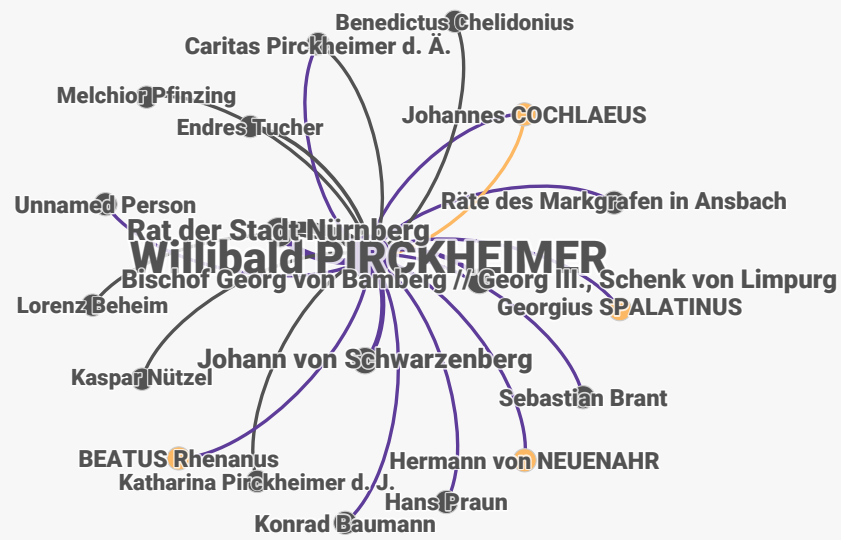 Benedictus Chelidonius
Caritas Pirckheimer d. Ä.
Melchior Pfinzing
Johannes COCHLAEUS
Endres Tucher
Unnamed Person
Räte des Markgrafen in Ansbach
Rat der Stadt Nürnberg
Willibald PIRCKHEIMER
Bischof Georg von Bamberg // Georg III., Schenk von Limpurg
Lorenz Beheim
Georgius SPALATINUS
Johann von Schwarzenberg
Kaspar Nützel
Sebastian Brant
BEATUS Rhenanus
Hermann von NEUENAHR
Katharina Pirckheimer d. J.
Hans Praun
Konrad Baumann